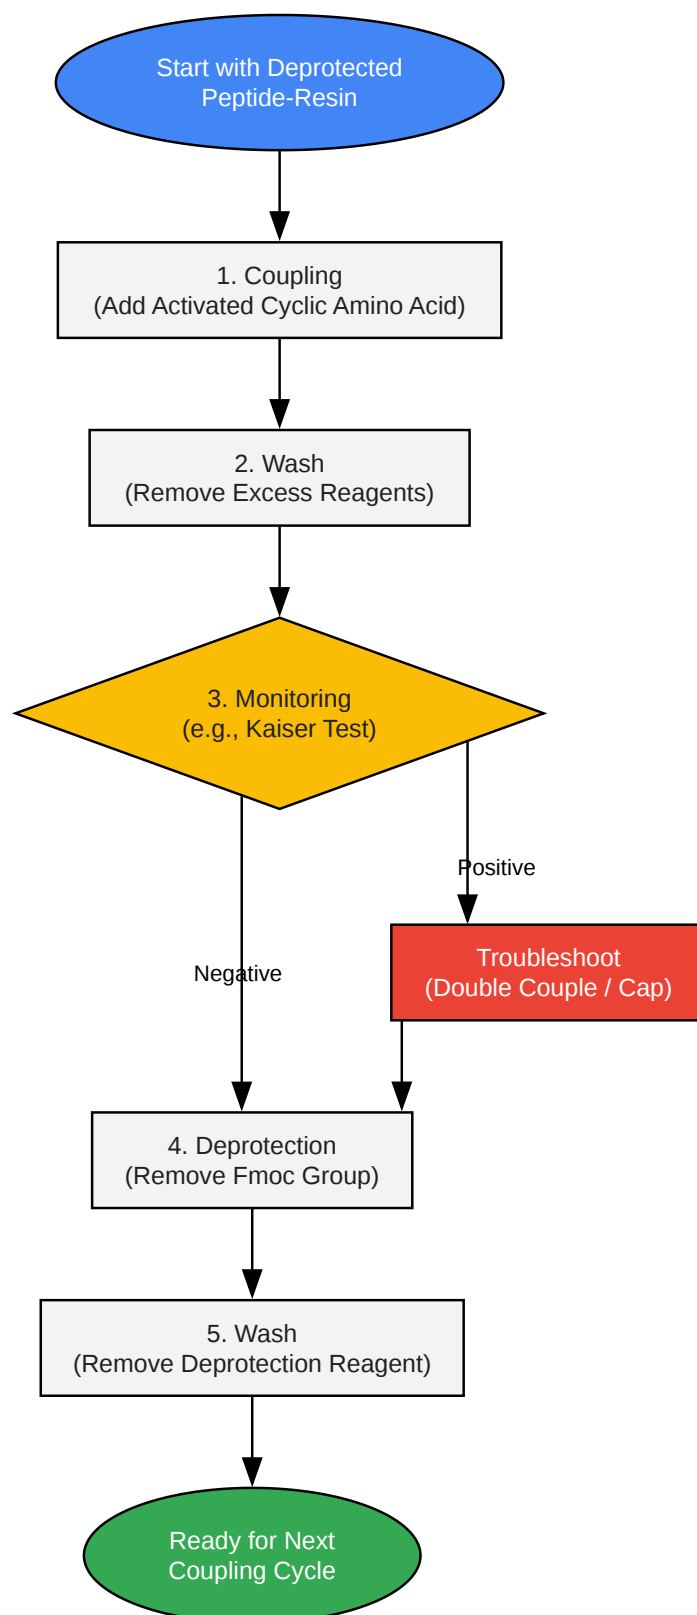 Start with Deprotected
Peptide-Resin
1. Coupling
(Add Activated Cyclic Amino Acid)
2. Wash
(Remove Excess Reagents)
3. Monitoring
(e.g., Kaiser Test)
Positive
Troubleshoot
(Double Couple / Cap)
Negative
4. Deprotection
(Remove Fmoc Group)
5. Wash
(Remove Deprotection Reagent)
Ready for Next
Coupling Cycle